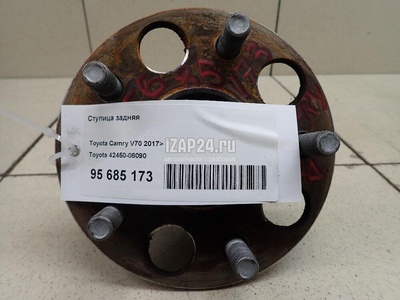 Ступица задняя
Toyota Camry V70 2017>
Toyota 42450-06090
IZAP24.ru
95 685 173